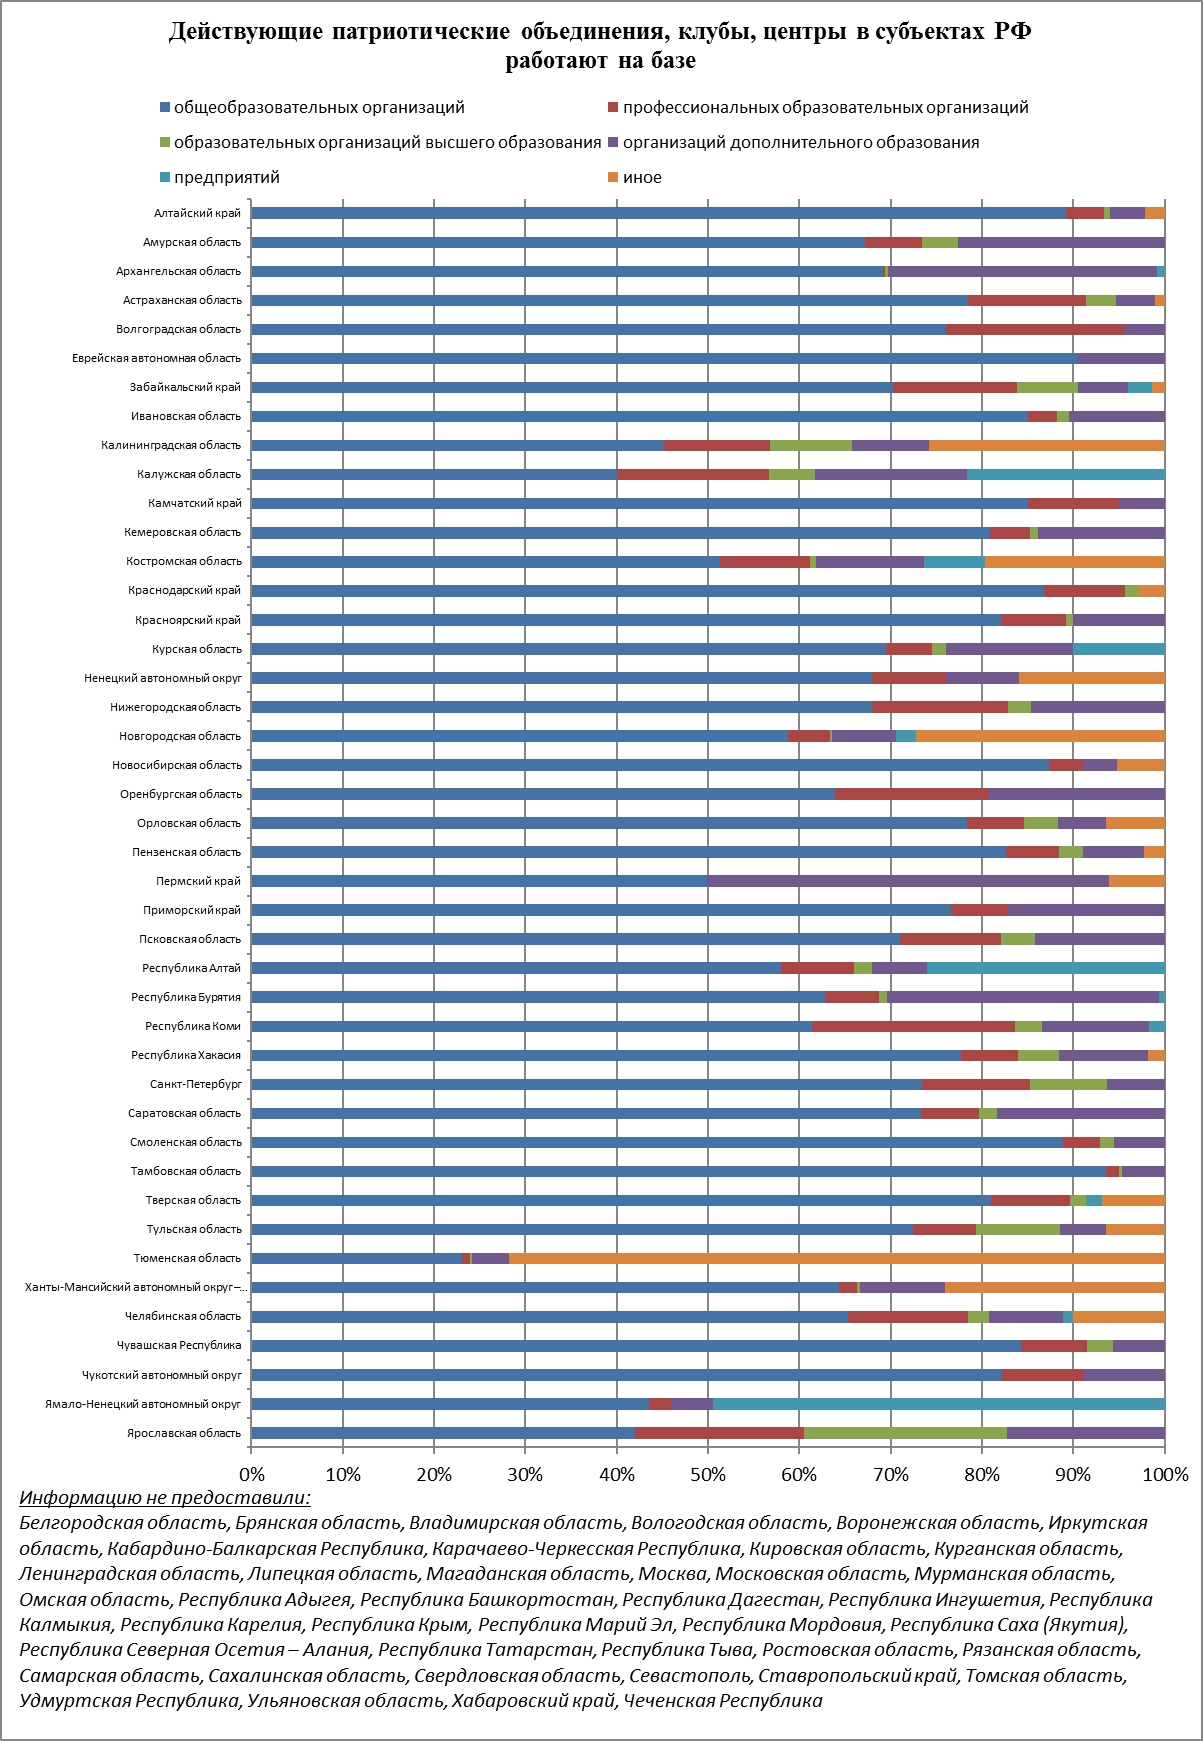 Действующие патриотические объединения, клубы, центры в субъектах РФ
работают на базе
общеобразовательных организаций
профессиональных образовательных организаций
образовательных организаций высшего образования
организаций дополнительного образования
предприятий
иное
Алтайский край
Амурская область
Архангельская область
Астраханская область
Волгоградская область
Еврейская автономная область
Забайкальский край
Ивановская область
Калининградская область
Калужская область
Камчатский край
Кемеровская область
Костромская область
Краснодарский край
Красноярский край
Курская область
Ненецкий автономный округ
Нижегородская область
Новгородская область
Новосибирская область
Оренбургская область
Орловская область
Пензенская область
Пермский край
Приморский край
Псковская область
Республика Алтай
Республика Бурятия
Республика Коми
Республика Хакасия
Санкт-Петербург
Саратовская область
Смоленская область
Тамбовская область
Тверская область
Тульская область
Тюменская область
Ханты-Мансийский автономный округ–...
Челябинская область
Чувашская Республика
Чукотский автономный округ
Ямало-Ненецкий автономный округ
Ярославская область
0% 10% 20% 30% 40% 50% 60% 70% 80% 90% 100%
Информацию не предоставили:
Белгородская область, Брянская область, Владимирская область, Вологодская область, Воронежская область, Иркутская
область, Кабардино-Балкарская Республика, Карачаево-Черкесская Республика, Кировская область, Курганская область,
Ленинградская область, Липецкая область, Магаданская область, Москва, Московская область, Мурманская область,
Омская область, Республика Адыгея, Республика Башкортостан, Республика Дагестан, Республика Ингушетия, Республика
Калмыкия, Республика Карелия, Республика Крым, Республика Марий Эл, Республика Мордовия, Республика Саха (Якутия),
Республика Северная Осетия – Алания, Республика Татарстан, Республика Тыва, Ростовская область, Рязанская область,
Самарская область, Сахалинская область, Свердловская область, Севастополь, Ставропольский край, Томская область,
Удмуртская Республика, Ульяновская область, Хабаровский край, Чеченская Республика